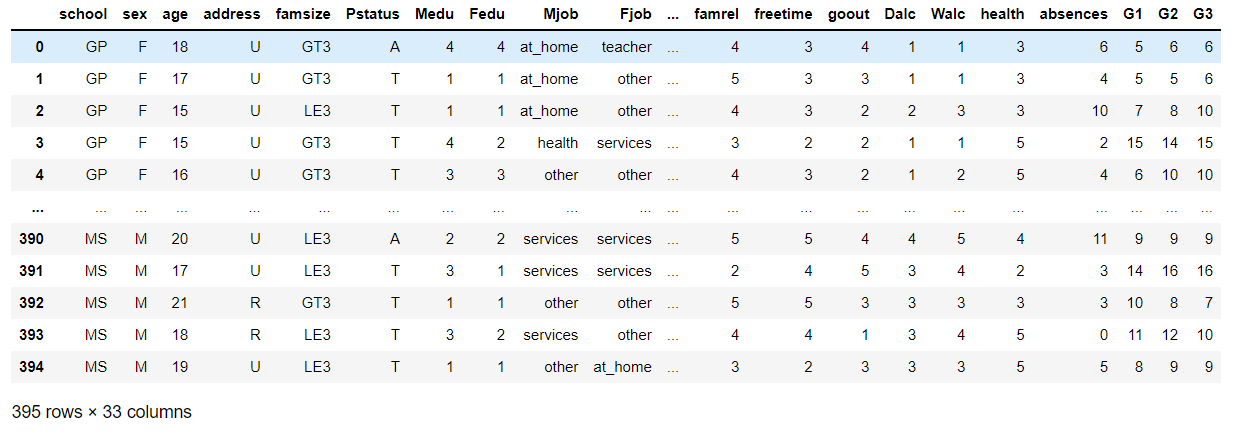 school sex age address famsize Pstatus Medu Fedu Mjob Fjob ... famrel freetime goout Dalc Walc health absences G1 G2 G3
0 GP F 18 U GT3 A 4 4 at_home teacher ... 4 3 4 1 1 3 6 5 6 6
1 GP F 17 U GT3 T 1 1 at_home other ... 5 3 3 1 1 3 4 5 5 6
2 GP F 15 U LE3 T 1 1 at_home other ... 4 3 2 2 3 3 10 7 8 10
3 GP F 15 U GT3 T 4 2 health services ... 3 2 2 1 1 5 2 15 14 15
4 GP F 16 U GT3 T 3 3 other other ... 4 3 2 1 2 5 4 6 10 10
... ... ... ... ... ... ... ... ... ... ... ... ... ... ... ... ... ... ... ... ... ...
390 MS M 20 U LE3 A 2 2 services services ... 5 5 4 4 5 4 11 9 9 9
391 MS M 17 U LE3 T 3 1 services services ... 2 4 5 3 4 2 3 14 16 16
392 MS M 21 R GT3 T 1 1 other other ... 5 5 3 3 3 3 3 10 8 7
393 MS M 18 R LE3 T 3 2 services other ... 4 4 1 3 4 5 0 11 12 10
394 MS M 19 U LE3 T 1 1 other at_home ... 3 2 3 3 3 5 5 8 9 9
395 rows × 33 columns